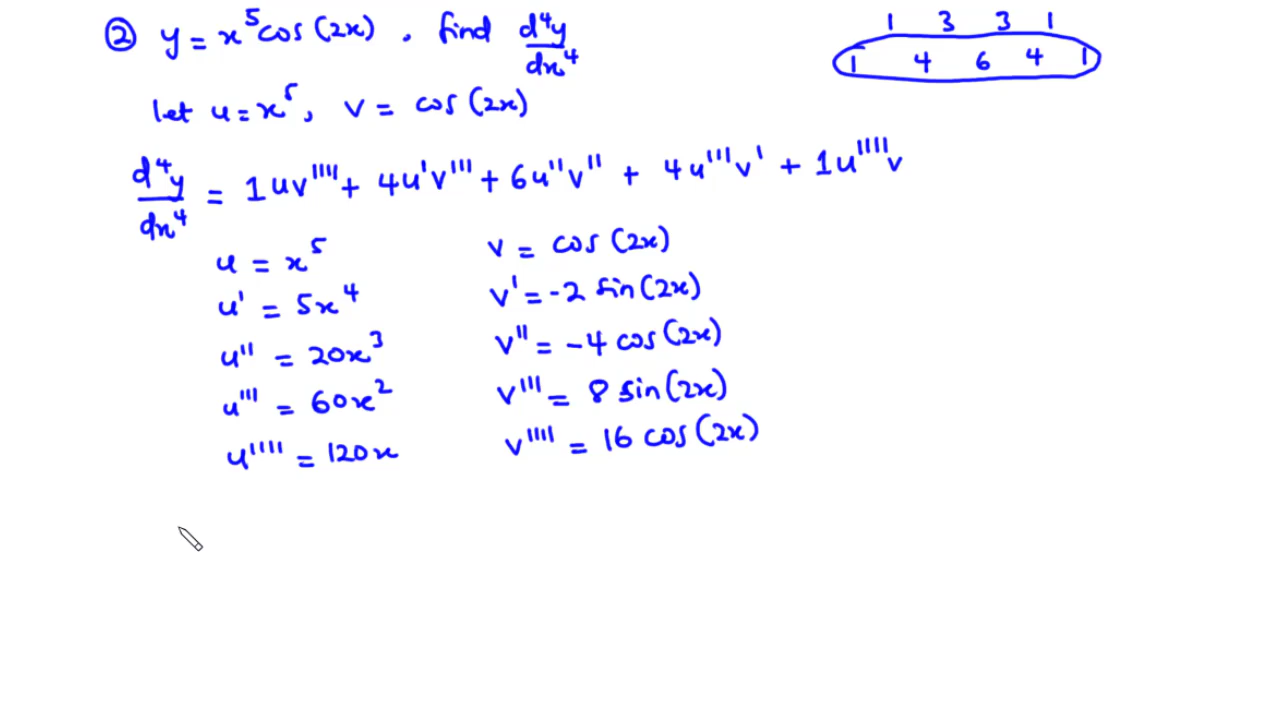 ② y = x⁵cos(2x) . find d⁴y/dx⁴
1 3 3 1
1 4 6 4 1
let u = x⁵, v = cos(2x)
d⁴y/dx⁴ = 1uv'''' + 4u'v''' + 6u''v'' + 4u'''v' + 1u''''v
u = x⁵ v = cos(2x)
u' = 5x⁴ v' = -2 sin(2x)
u'' = 20x³ v'' = -4 cos(2x)
u''' = 60x² v''' = 8 sin(2x)
u'''' = 120x v'''' = 16 cos(2x)